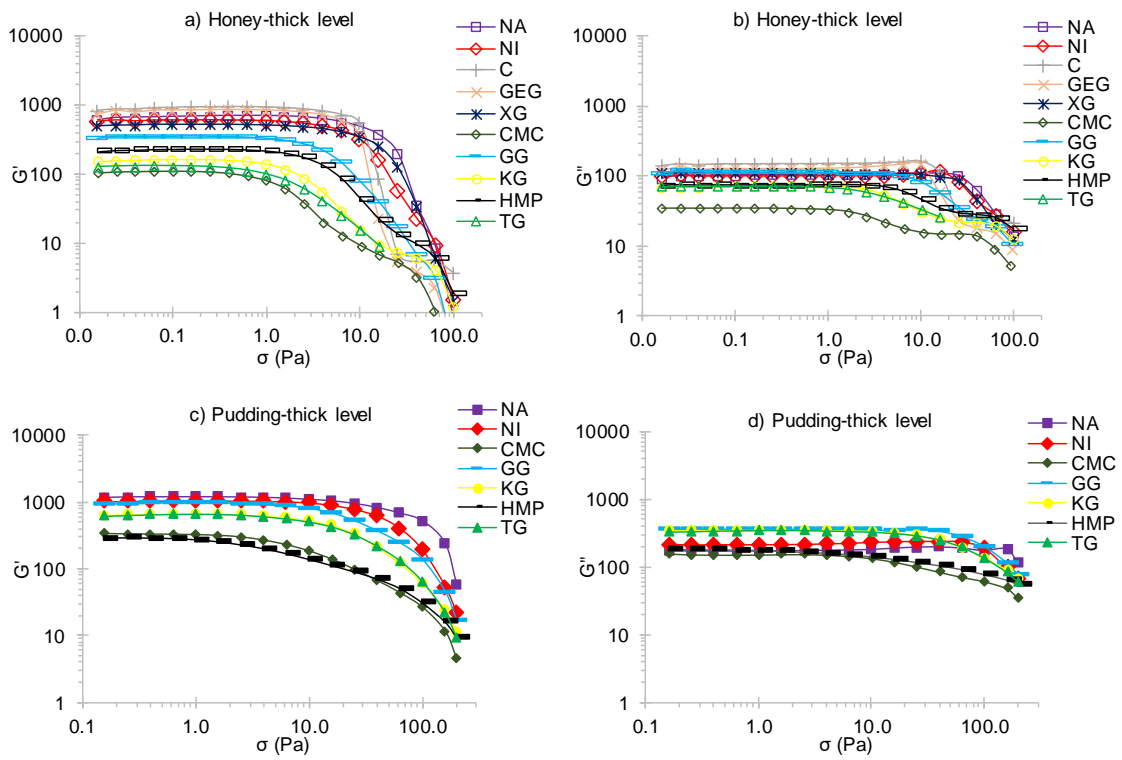 a) Honey-thick level
10000
1000
100
10
1
G'
0.0
0.1
1.0
10.0
100.0
σ (Pa)
NA
NI
C
GEG
XG
CMC
GG
KG
HMP
TG
b) Honey-thick level
10000
1000
100
10
1
G''
0.0
0.1
1.0
10.0
100.0
σ (Pa)
NA
NI
C
GEG
XG
CMC
GG
KG
HMP
TG
c) Pudding-thick level
10000
1000
100
10
1
G'
0.1
1.0
10.0
100.0
σ (Pa)
NA
NI
CMC
GG
KG
HMP
TG
d) Pudding-thick level
10000
1000
100
10
1
G''
0.1
1.0
10.0
100.0
σ (Pa)
NA
NI
CMC
GG
KG
HMP
TG